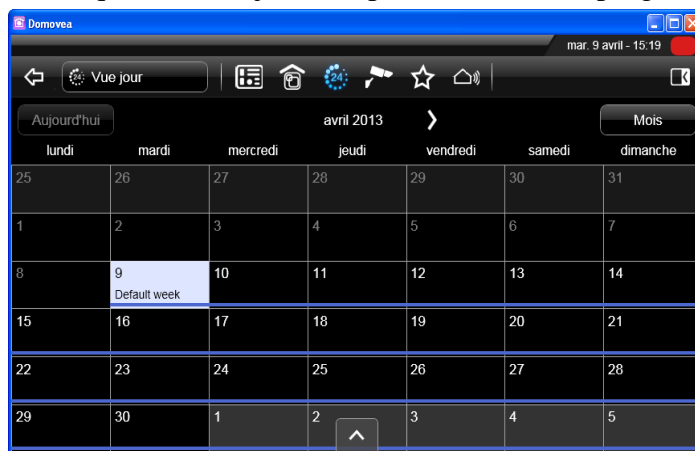 Domovea
mar. 9 avril - 15:19
24 Vue jour 24
Aujourd'hui avril 2013 Mois
lundi mardi mercredi jeudi vendredi samedi dimanche
25 26 27 28 29 30 31
1 2 3 4 5 6 7
8 9 10 11 12 13 14
Default week
15 16 17 18 19 20 21
22 23 24 25 26 27 28
29 30 1 2 3 4 5